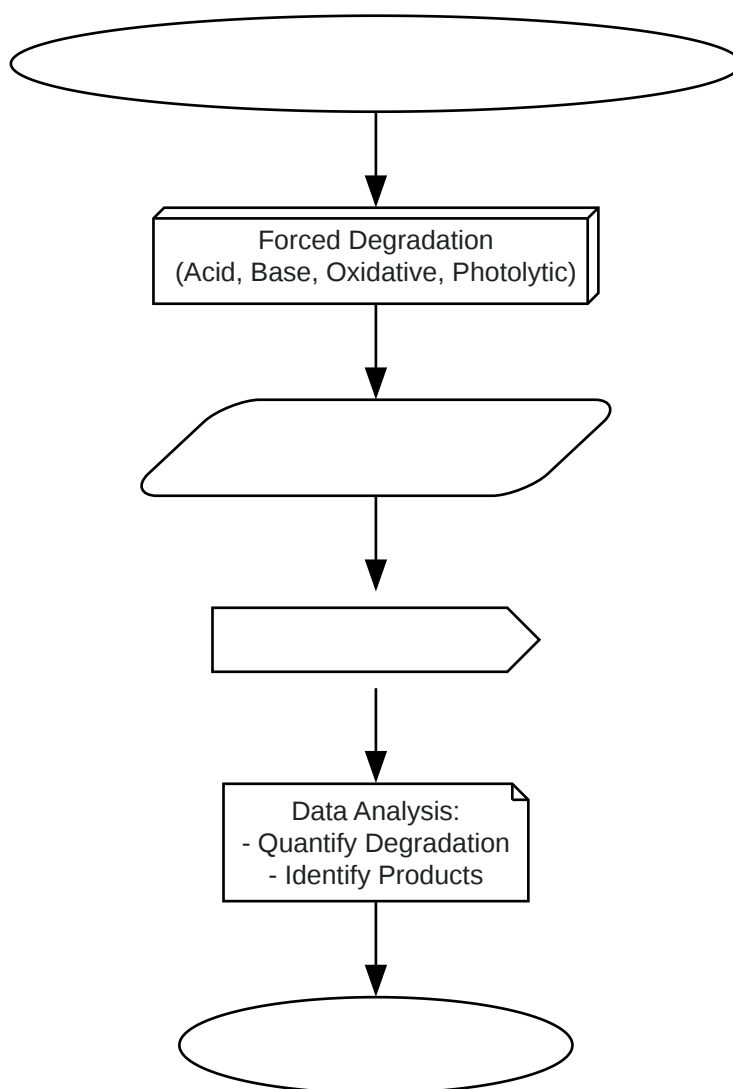 Forced Degradation
(Acid, Base, Oxidative, Photolytic)
Data Analysis:
- Quantify Degradation
- Identify Products